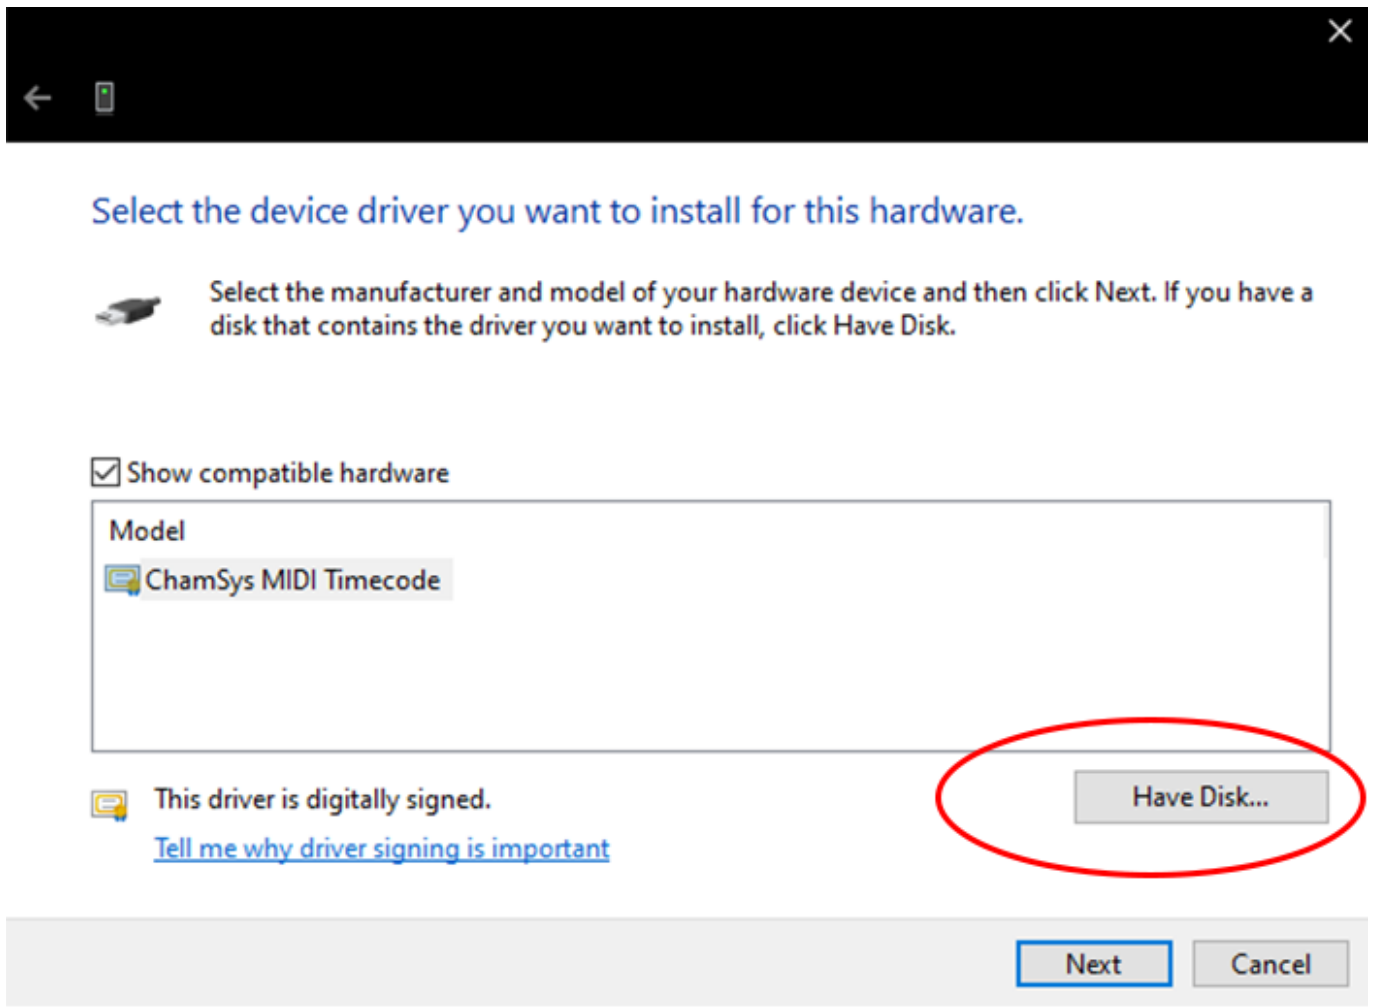 Select the device driver you want to install for this hardware.
Select the manufacturer and model of your hardware device and then click Next. If you have a
disk that contains the driver you want to install, click Have Disk.
Show compatible hardware
Model
ChamSys MIDI Timecode
This driver is digitally signed.
Have Disk...
Tell me why driver signing is important
Next
Cancel